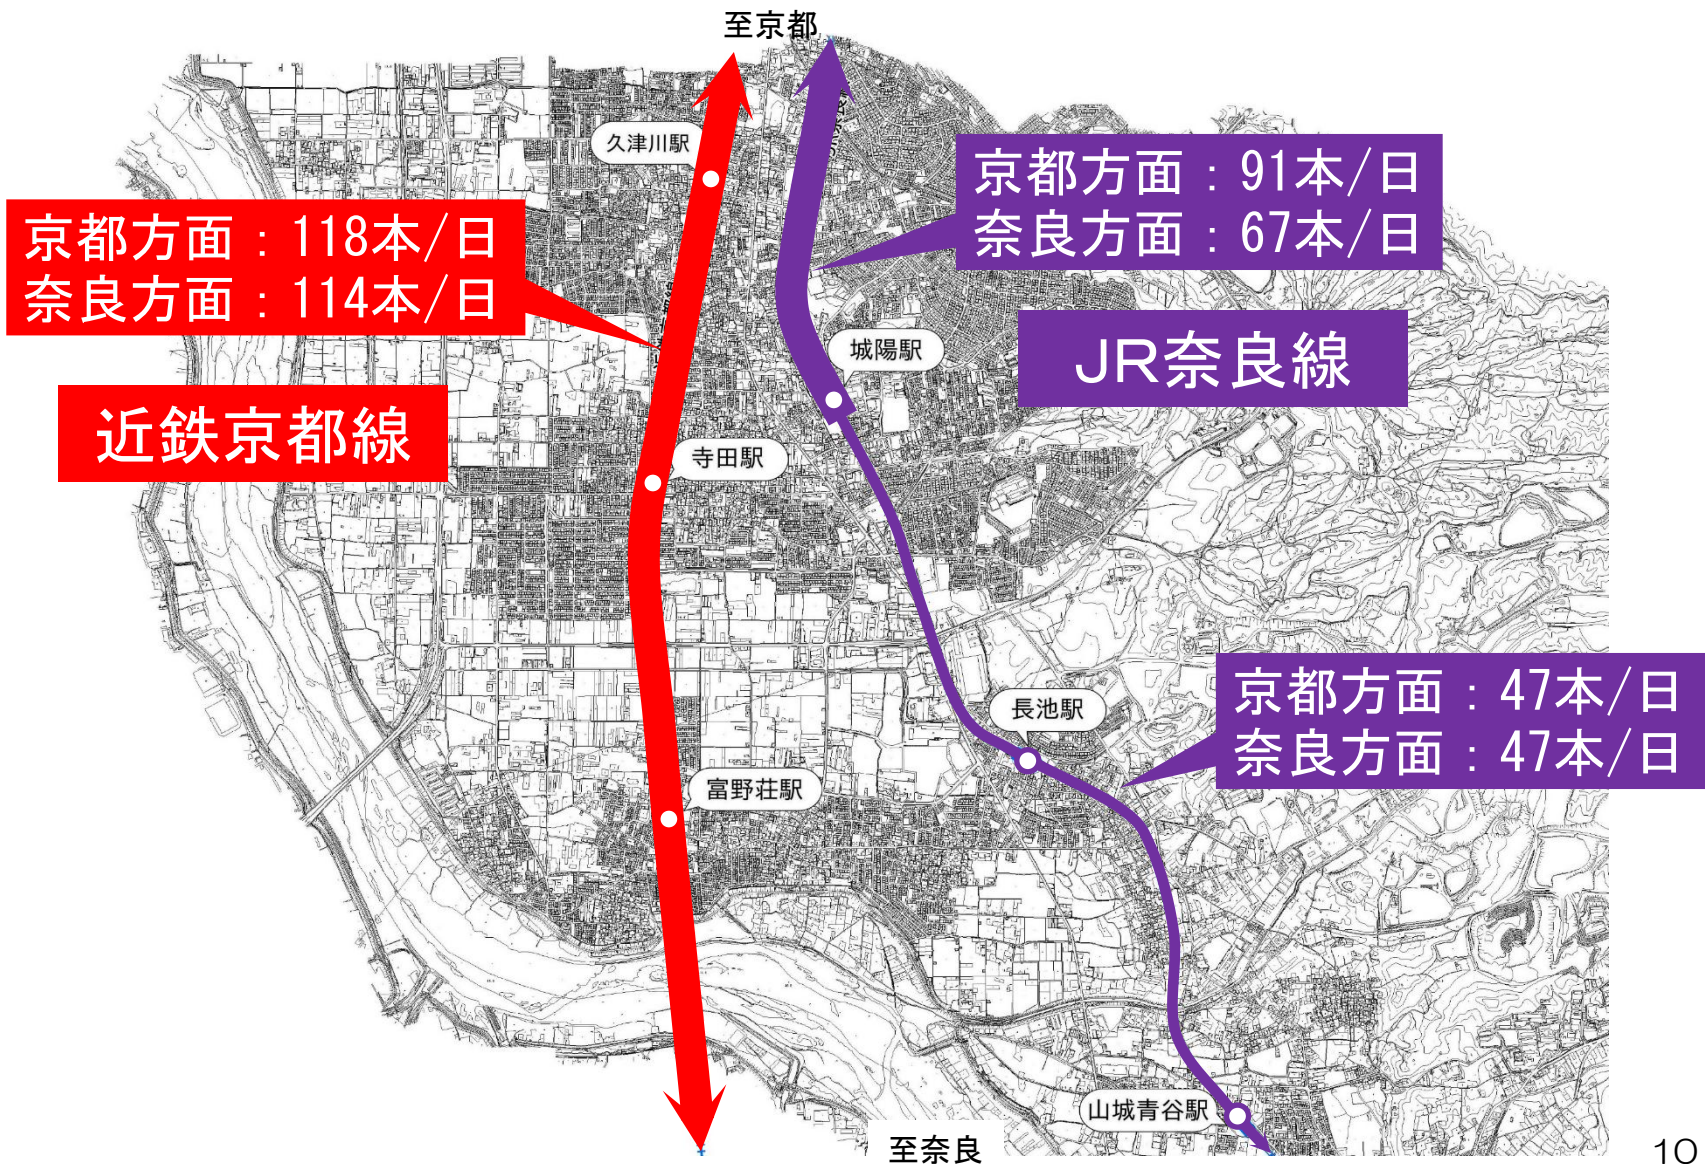 至京都
久津川駅
京都方面：91本/日
奈良方面：67本/日
京都方面：118本/日
奈良方面：114本/日
城陽駅
JR奈良線
近鉄京都線
寺田駅
京都方面：47本/日
奈良方面：47本/日
長池駅
富野荘駅
山城青谷駅
至奈良
10